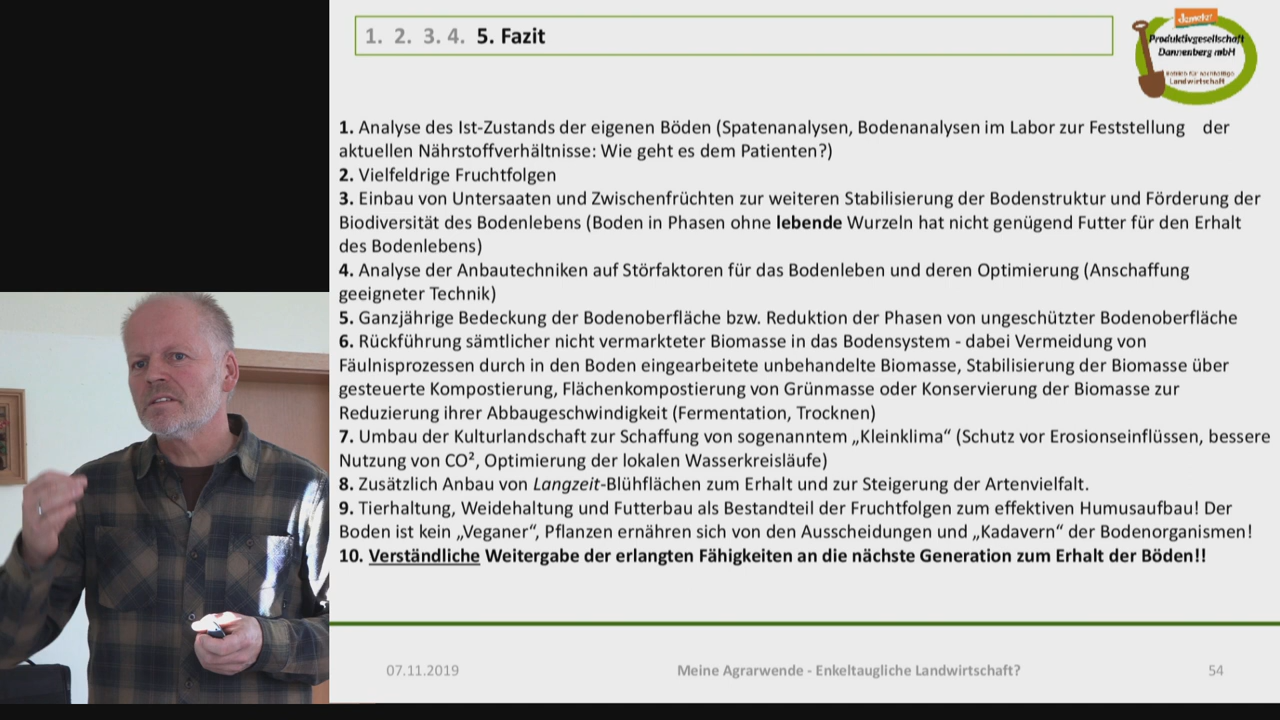 1. 2. 3. 4. 5. Fazit
demeter
Produktivgesellschaft
Dannenberg mbH
Betrieb für nachhaltige
Landwirtschaft
1. Analyse des Ist-Zustands der eigenen Böden (Spatenanalysen, Bodenanalysen im Labor zur Feststellung der
aktuellen Nährstoffverhältnisse: Wie geht es dem Patienten?)
2. Vielfeldrige Fruchtfolgen
3. Einbau von Untersaaten und Zwischenfrüchten zur weiteren Stabilisierung der Bodenstruktur und Förderung der
Biodiversität des Bodenlebens (Boden in Phasen ohne lebende Wurzeln hat nicht genügend Futter für den Erhalt
des Bodenlebens)
4. Analyse der Anbautechniken auf Störfaktoren für das Bodenleben und deren Optimierung (Anschaffung
geeigneter Technik)
5. Ganzjährige Bedeckung der Bodenoberfläche bzw. Reduktion der Phasen von ungeschützter Bodenoberfläche
6. Rückführung sämtlicher nicht vermarkteter Biomasse in das Bodensystem - dabei Vermeidung von
Fäulnisprozessen durch in den Boden eingearbeitete unbehandelte Biomasse, Stabilisierung der Biomasse über
gesteuerte Kompostierung, Flächenkompostierung von Grünmasse oder Konservierung der Biomasse zur
Reduzierung ihrer Abbaugeschwindigkeit (Fermentation, Trocknen)
7. Umbau der Kulturlandschaft zur Schaffung von sogenanntem „Kleinklima“ (Schutz vor Erosionseinflüssen, bessere
Nutzung von CO², Optimierung der lokalen Wasserkreisläufe)
8. Zusätzlich Anbau von Langzeit-Blühflächen zum Erhalt und zur Steigerung der Artenvielfalt.
9. Tierhaltung, Weidehaltung und Futterbau als Bestandteil der Fruchtfolgen zum effektiven Humusaufbau! Der
Boden ist kein „Veganer“, Pflanzen ernähren sich von den Ausscheidungen und „Kadavern“ der Bodenorganismen!
10. Verständliche Weitergabe der erlangten Fähigkeiten an die nächste Generation zum Erhalt der Böden!!
07.11.2019
Meine Agrarwende - Enkeltaugliche Landwirtschaft?
54